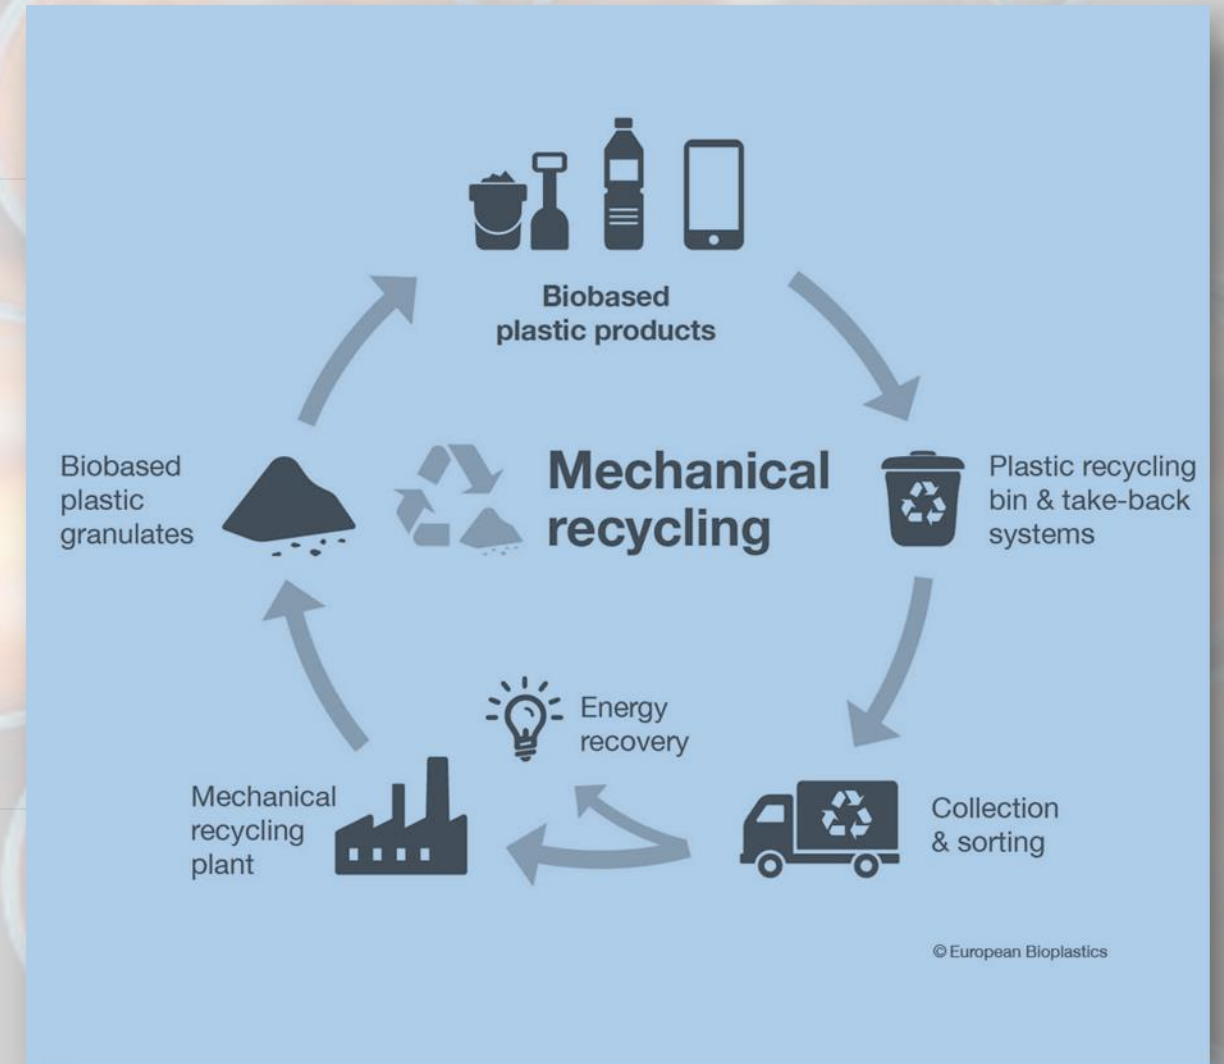 Biobased
plastic products
Biobased
plastic
granulates
Mechanical
recycling
Plastic recycling
bin & take-back
systems
Energy
recovery
Mechanical
recycling
plant
Collection
& sorting
© European Bioplastics